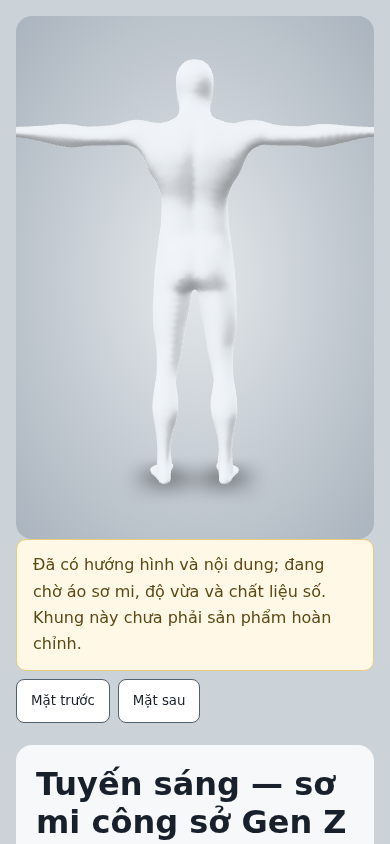 Đã có hướng hình và nội dung; đang
chờ áo sơ mi, độ vừa và chất liệu số.
Khung này chưa phải sản phẩm hoàn
chỉnh.
Mặt trước
Mặt sau
Tuyến sáng — sơ
mi công sở Gen Z